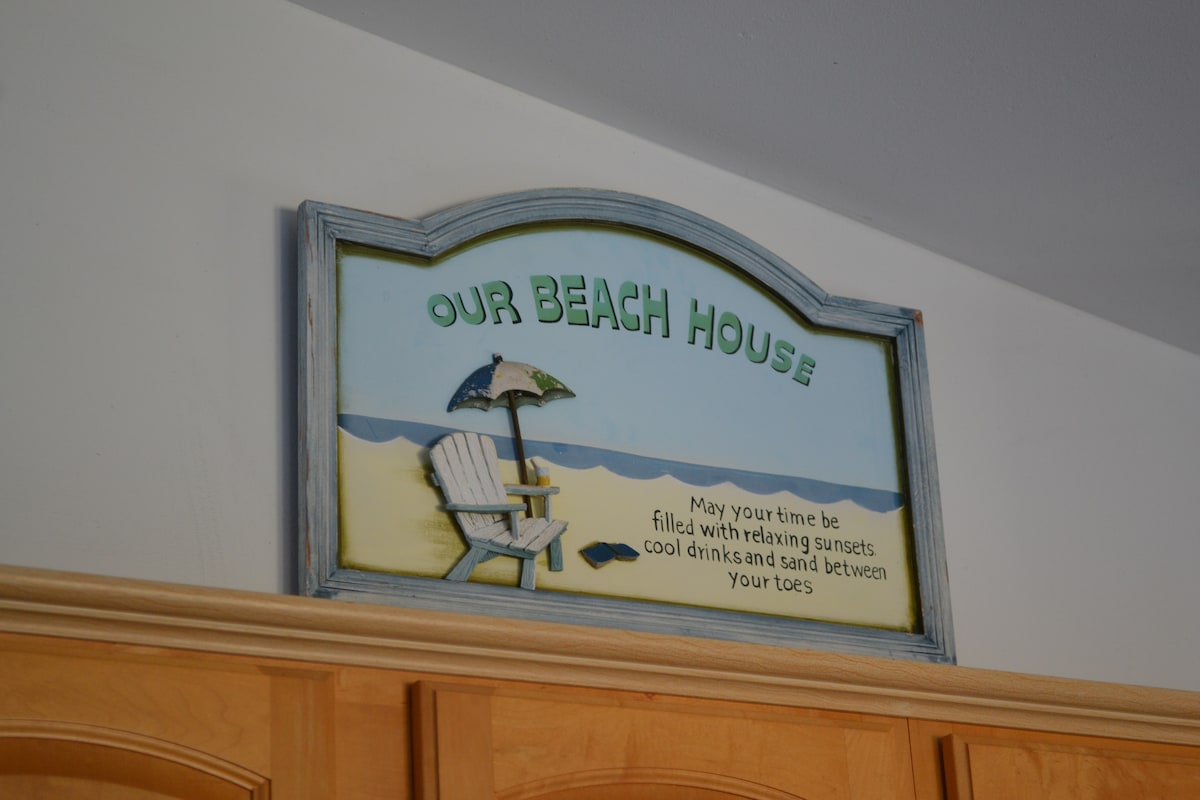 OUR BEACH HOUSE
May your time be
filled with relaxing sunsets.
cool drinks and sand between
your toes